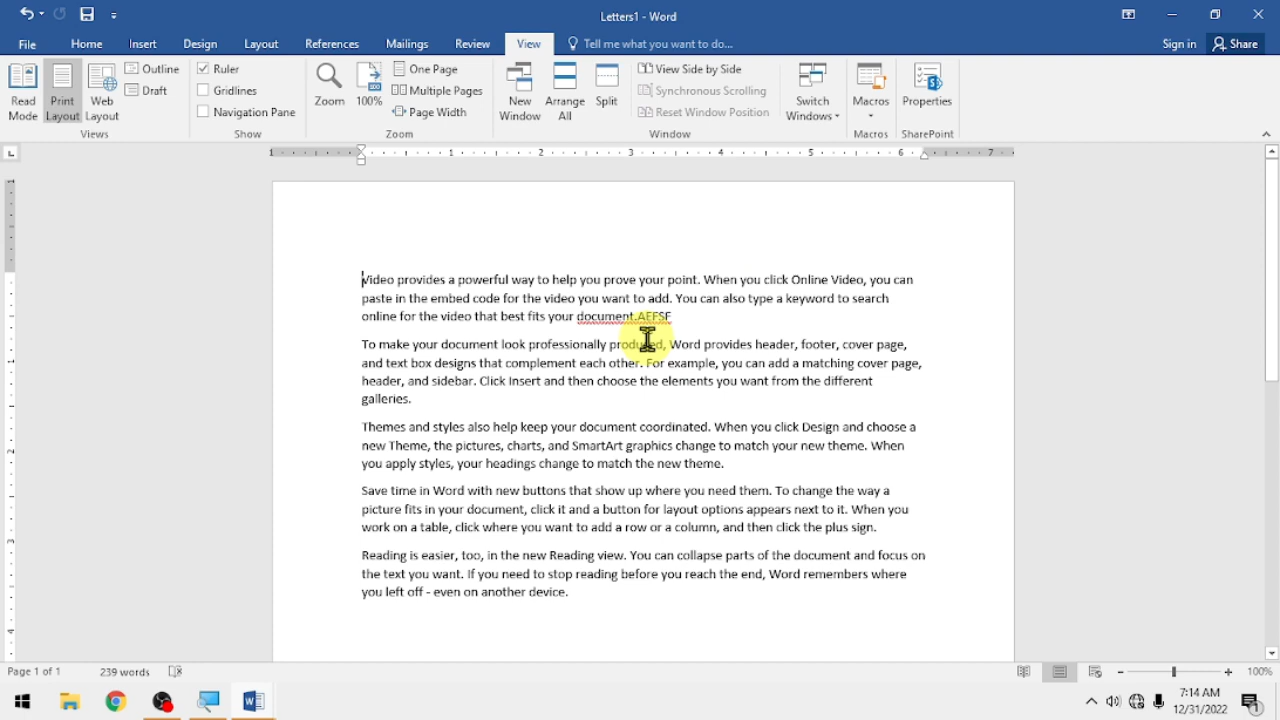 Letters1 - Word
File Home Insert Design Layout References Mailings Review View Tell me what you want to do... Sign in Share
Read Mode
Print Layout
Web Layout
Outline
Draft
Views
Ruler
Gridlines
Navigation Pane
Show
Zoom
100%
One Page
Multiple Pages
Page Width
Zoom
New Window
Arrange All
Split
View Side by Side
Synchronous Scrolling
Reset Window Position
Switch Windows
Window
Macros
Macros
Properties
SharePoint
1 1 2 3 4 5 6 7
Video provides a powerful way to help you prove your point. When you click Online Video, you can
paste in the embed code for the video you want to add. You can also type a keyword to search
online for the video that best fits your document.AEFSF
To make your document look professionally produced, Word provides header, footer, cover page,
and text box designs that complement each other. For example, you can add a matching cover page,
header, and sidebar. Click Insert and then choose the elements you want from the different
galleries.
Themes and styles also help keep your document coordinated. When you click Design and choose a
new Theme, the pictures, charts, and SmartArt graphics change to match your new theme. When
you apply styles, your headings change to match the new theme.
Save time in Word with new buttons that show up where you need them. To change the way a
picture fits in your document, click it and a button for layout options appears next to it. When you
work on a table, click where you want to add a row or a column, and then click the plus sign.
Reading is easier, too, in the new Reading view. You can collapse parts of the document and focus on
the text you want. If you need to stop reading before you reach the end, Word remembers where
you left off - even on another device.
Page 1 of 1 239 words 100%
7:14 AM
12/31/2022